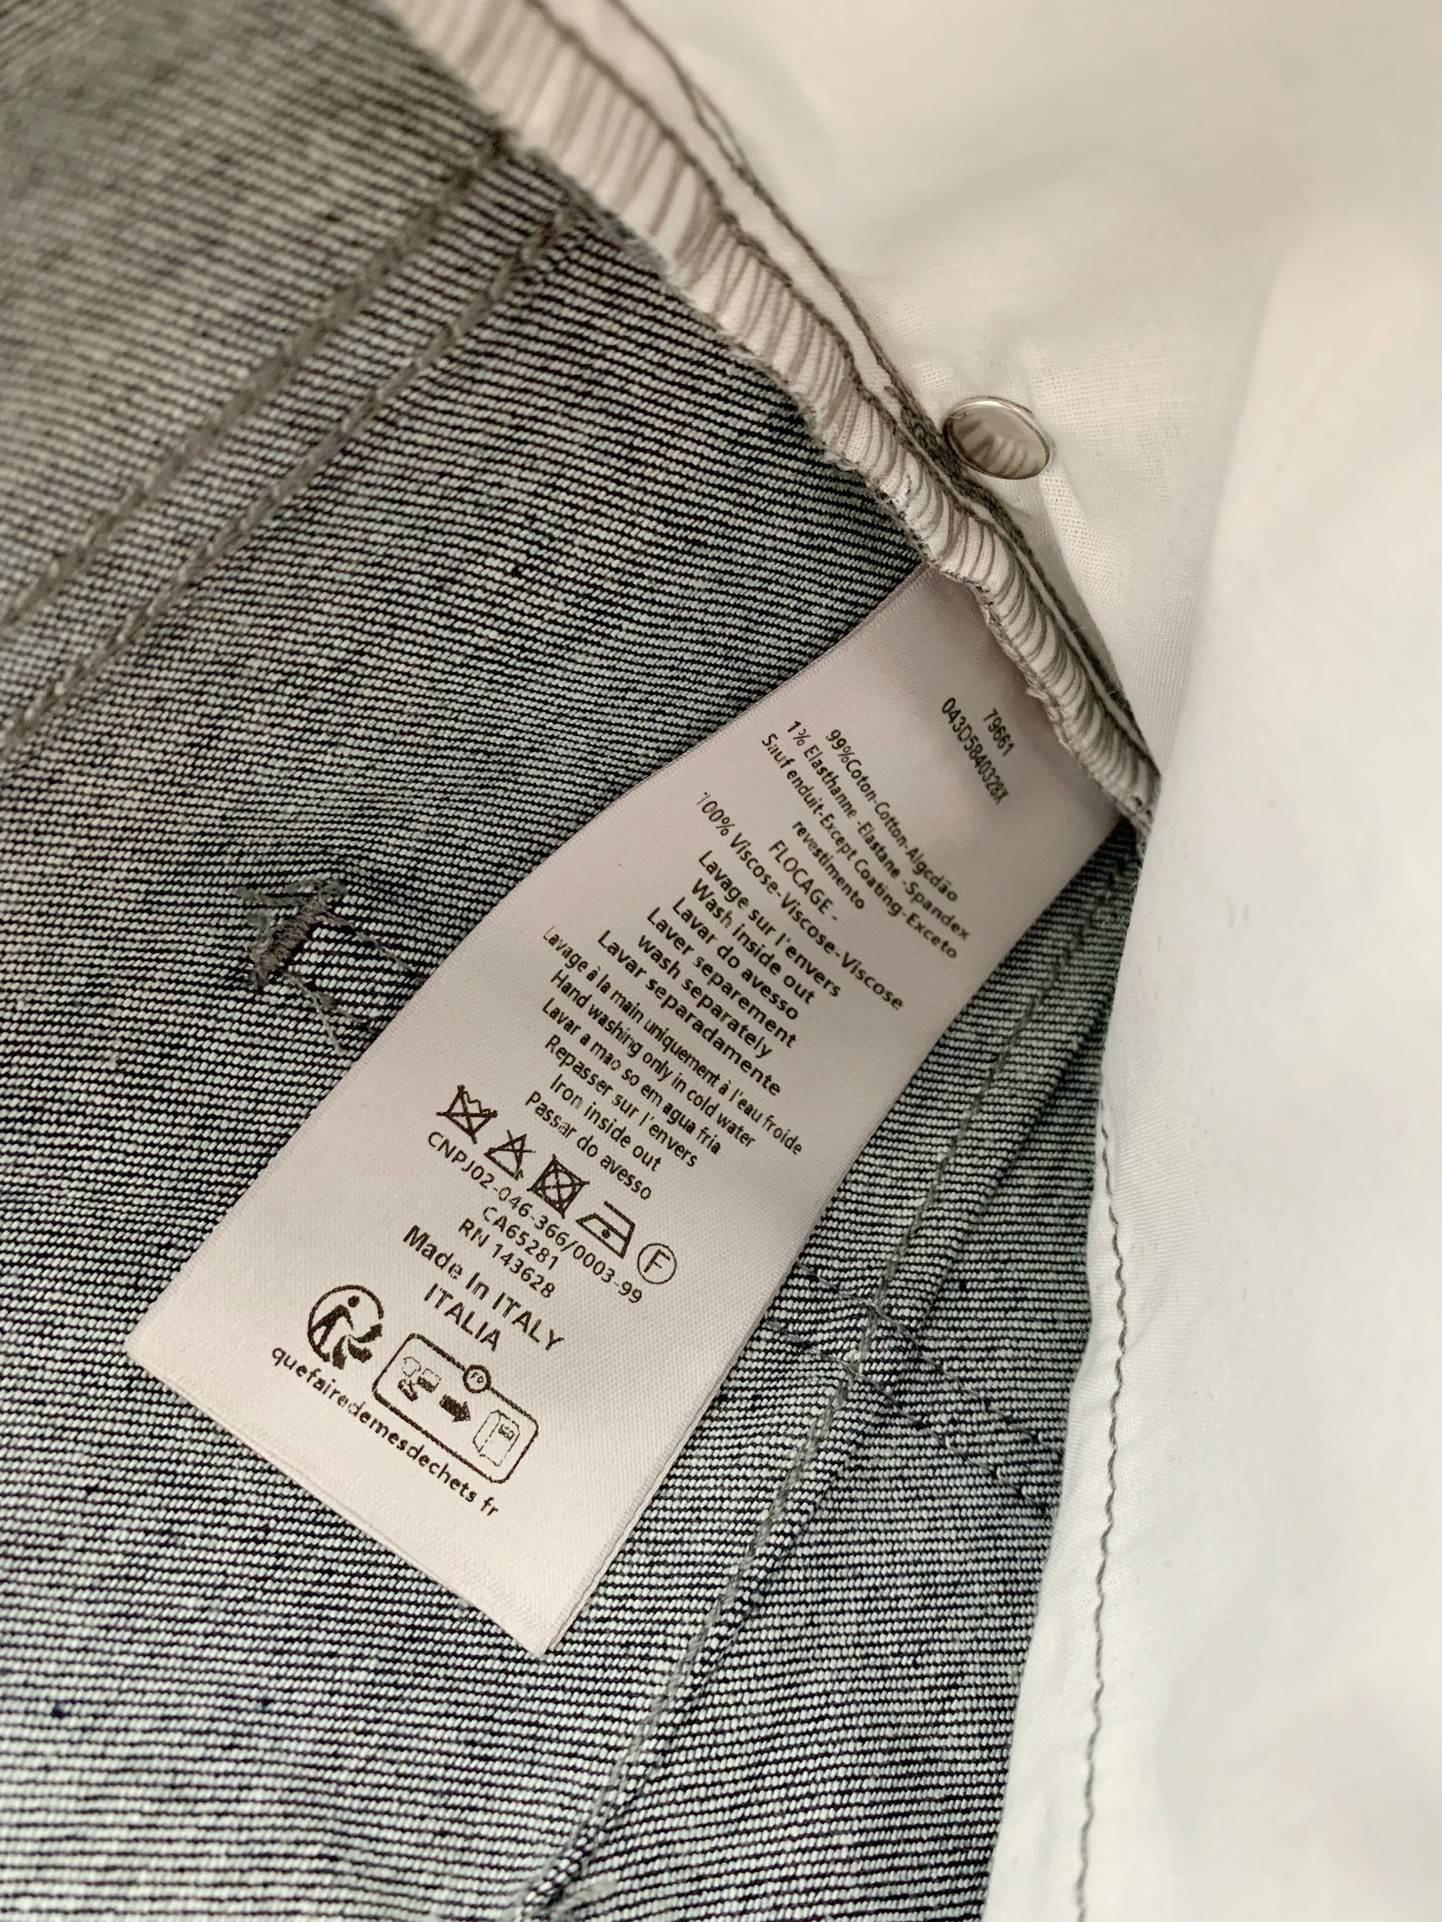 79661
043D5840328X
99%Coton-Cotton-Algodão
1% Elasthanne -Elastane -Spandex
Sauf enduit-Except Coating-Exceto
revestimento
FLOCAGE -
100% Viscose-Viscose-Viscose
Lavage sur l'envers
Wash inside out
Lavar do avesso
Laver separement
wash separately
Lavar separadamente
Lavage à la main uniquement à l'eau froide
Hand washing only in cold water
Lavar a mao so em agua fria
Repasser sur l'envers
Iron inside out
Passar do avesso
F
CNPJ02-046-366/0003-99
CA65281
RN 143628
Made In ITALY
ITALIA
FR
quefairedemesdechets fr